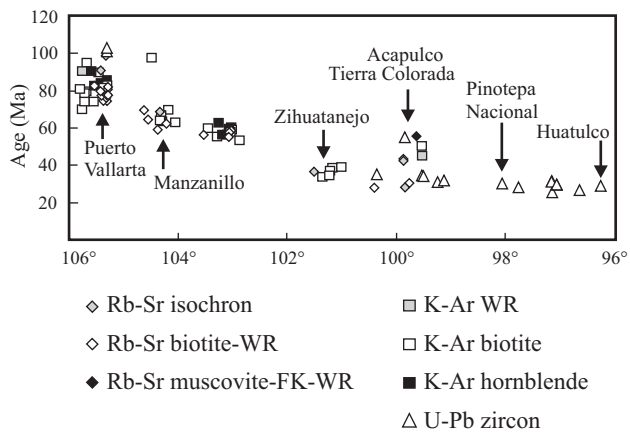 120
100
80
60
40
20
Age (Ma)
Puerto
Vallarta
Manzanillo
Zihuatanejo
Acapulco
Tierra Colorada
Pinotepa
Nacional
Huatulco
106° 104° 102° 100° 98° 96°
Rb-Sr isochron
Rb-Sr biotite-WR
Rb-Sr muscovite-FK-WR
K-Ar WR
K-Ar biotite
K-Ar hornblende
U-Pb zircon